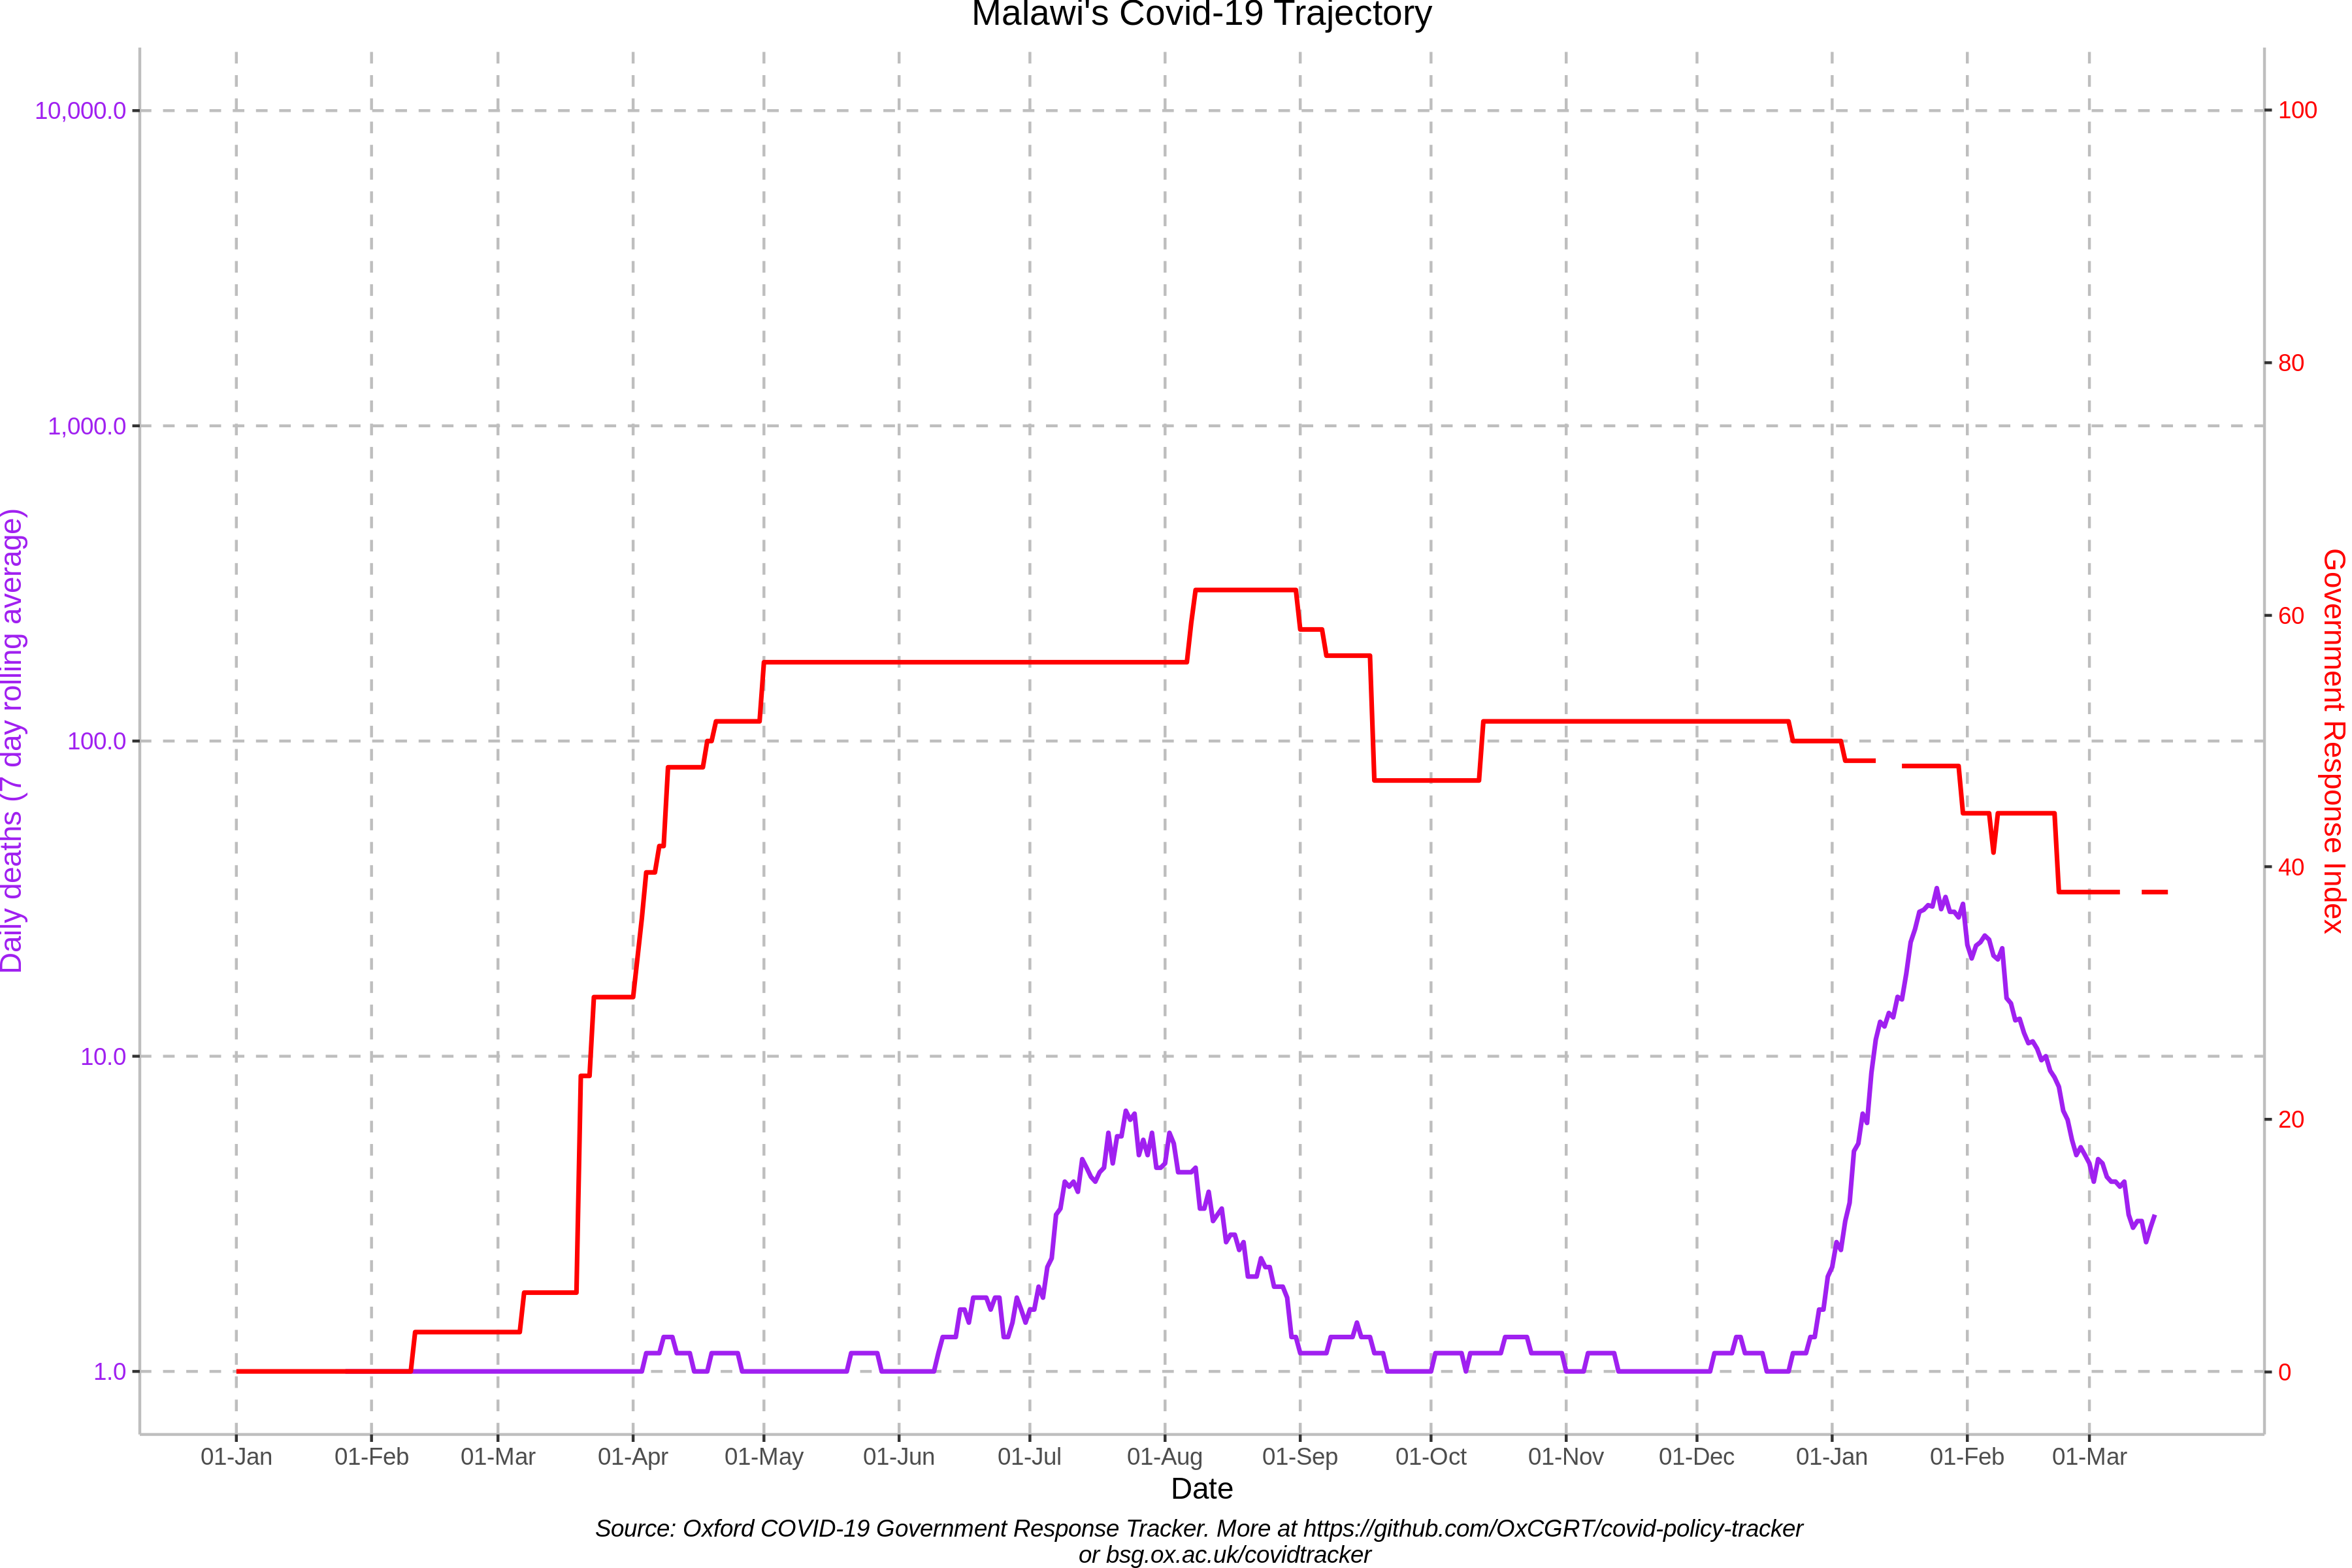 Malawi's Covid-19 Trajectory
Daily deaths (7 day rolling average)
10,000.0
1,000.0
100.0
10.0
1.0
100
80
60
40
20
0
Government Response Index
01-Jan 01-Feb 01-Mar 01-Apr 01-May 01-Jun 01-Jul 01-Aug 01-Sep 01-Oct 01-Nov 01-Dec 01-Jan 01-Feb 01-Mar
Date
Source: Oxford COVID-19 Government Response Tracker. More at https://github.com/OxCGRT/covid-policy-tracker
or bsg.ox.ac.uk/covidtracker